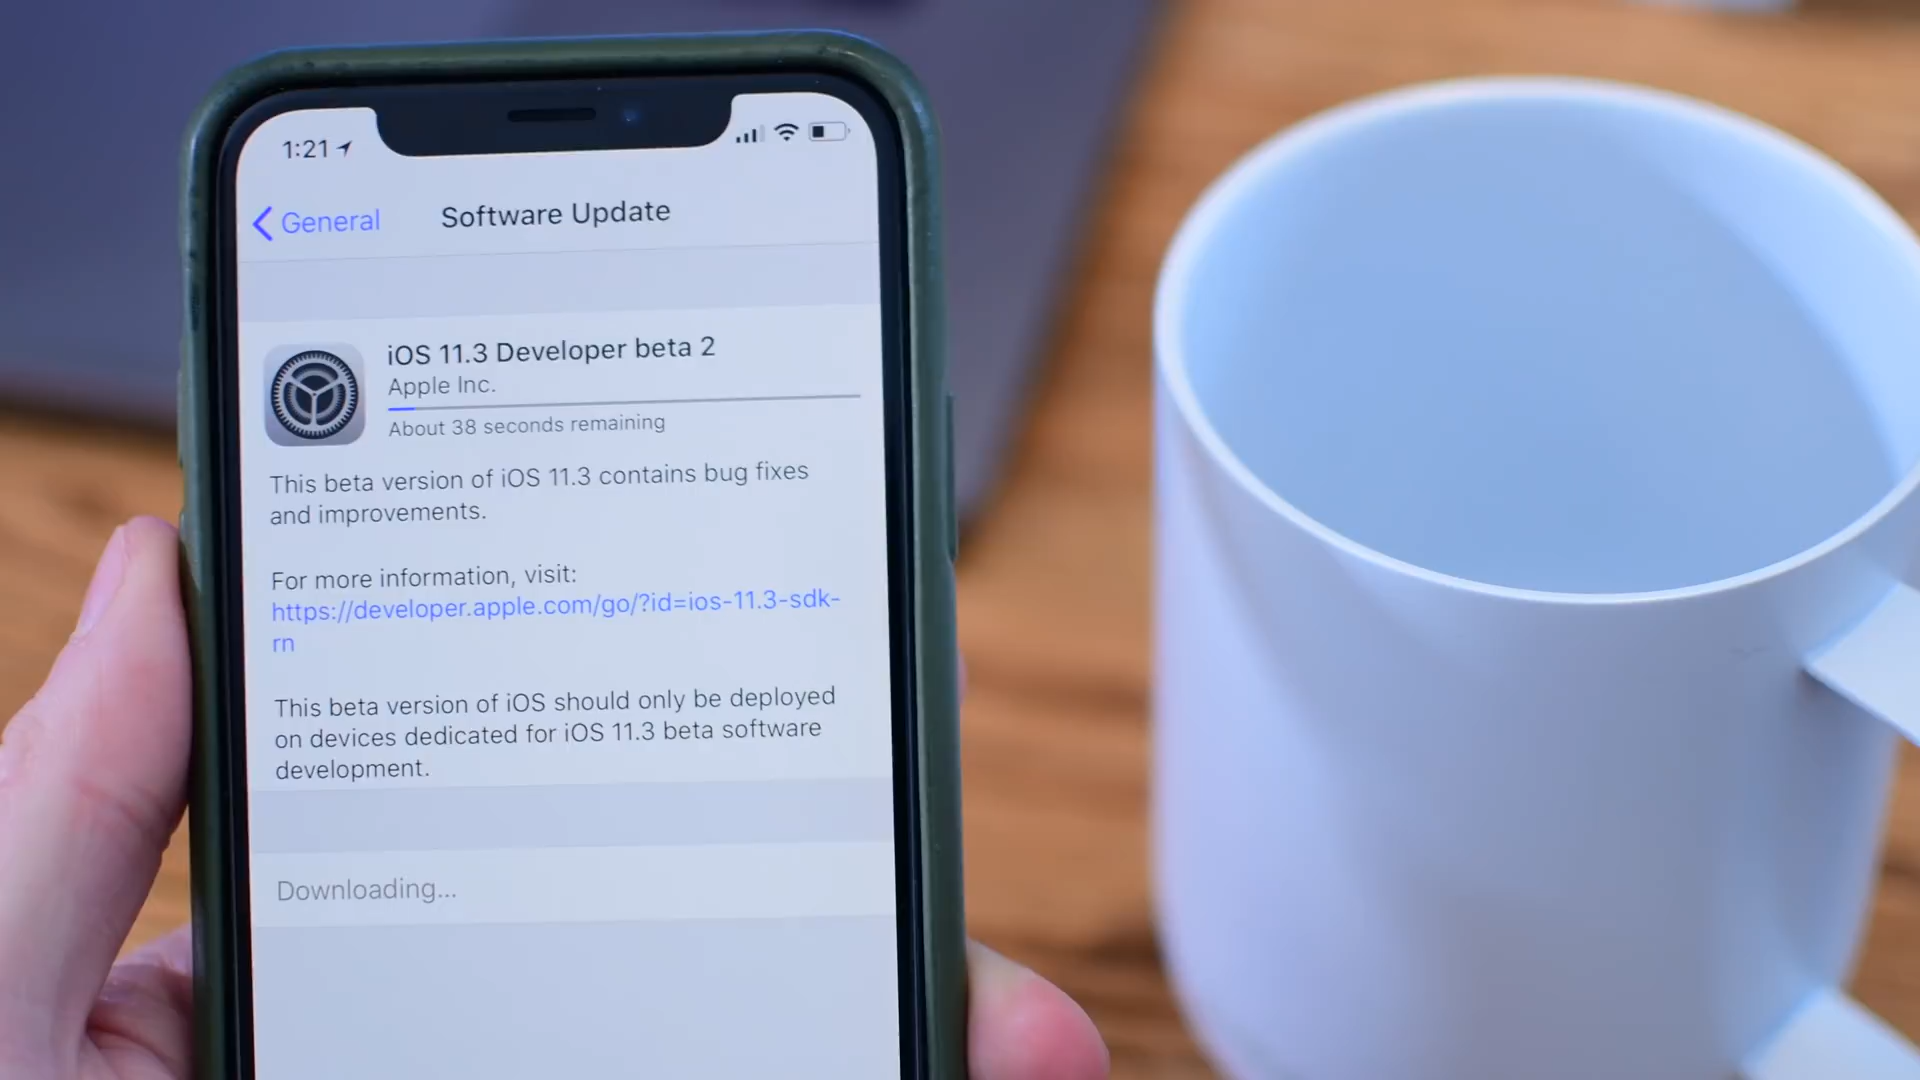 1:21
General
Software Update
iOS 11.3 Developer beta 2
Apple Inc.
About 38 seconds remaining
This beta version of iOS 11.3 contains bug fixes
and improvements.
For more information, visit:
https://developer.apple.com/go/?id=ios-11.3-sdk-
rn
This beta version of iOS should only be deployed
on devices dedicated for iOS 11.3 beta software
development.
Downloading...